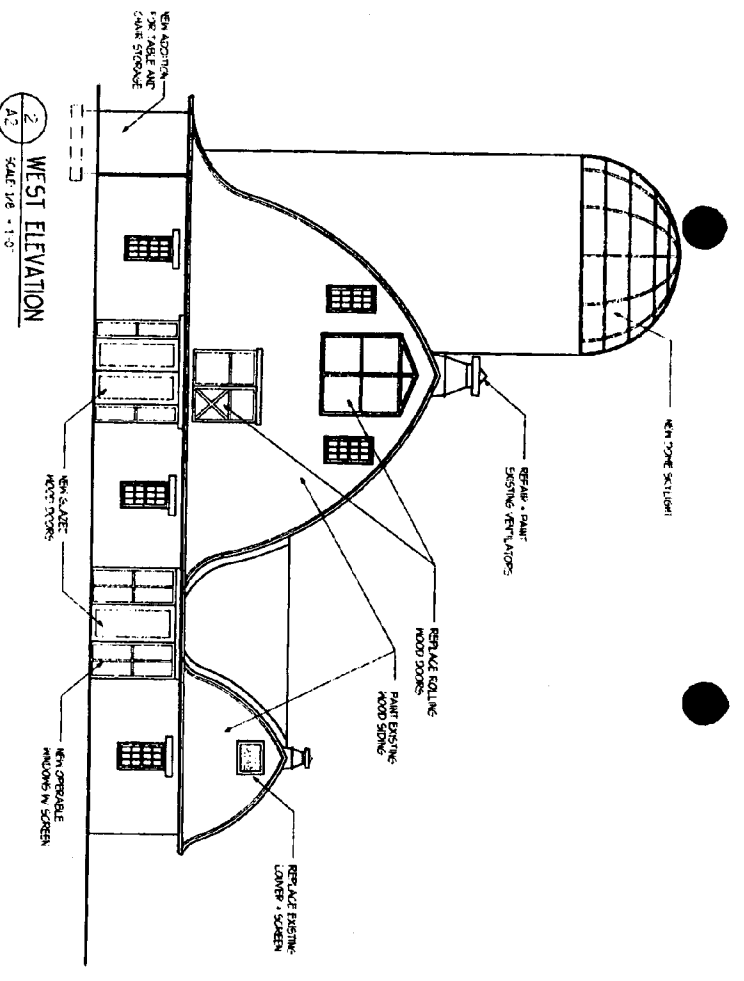 NEW ADDITION
FOR TABLE AND
CHAIR STORAGE
NEW DOME SKYLIGHT
REPAIR + PAINT
EXISTING VENTILATORS
REPLACE ROLLING
WOOD DOORS
PAINT EXISTING
WOOD SIDING
REPLACE EXISTING
LOUVER + SCREEN
NEW GLAZED
WOOD DOORS
NEW OPERABLE
WINDOWS W/ SCREEN
2
A2
WEST ELEVATION
SCALE: 1/8 = 1'-0"